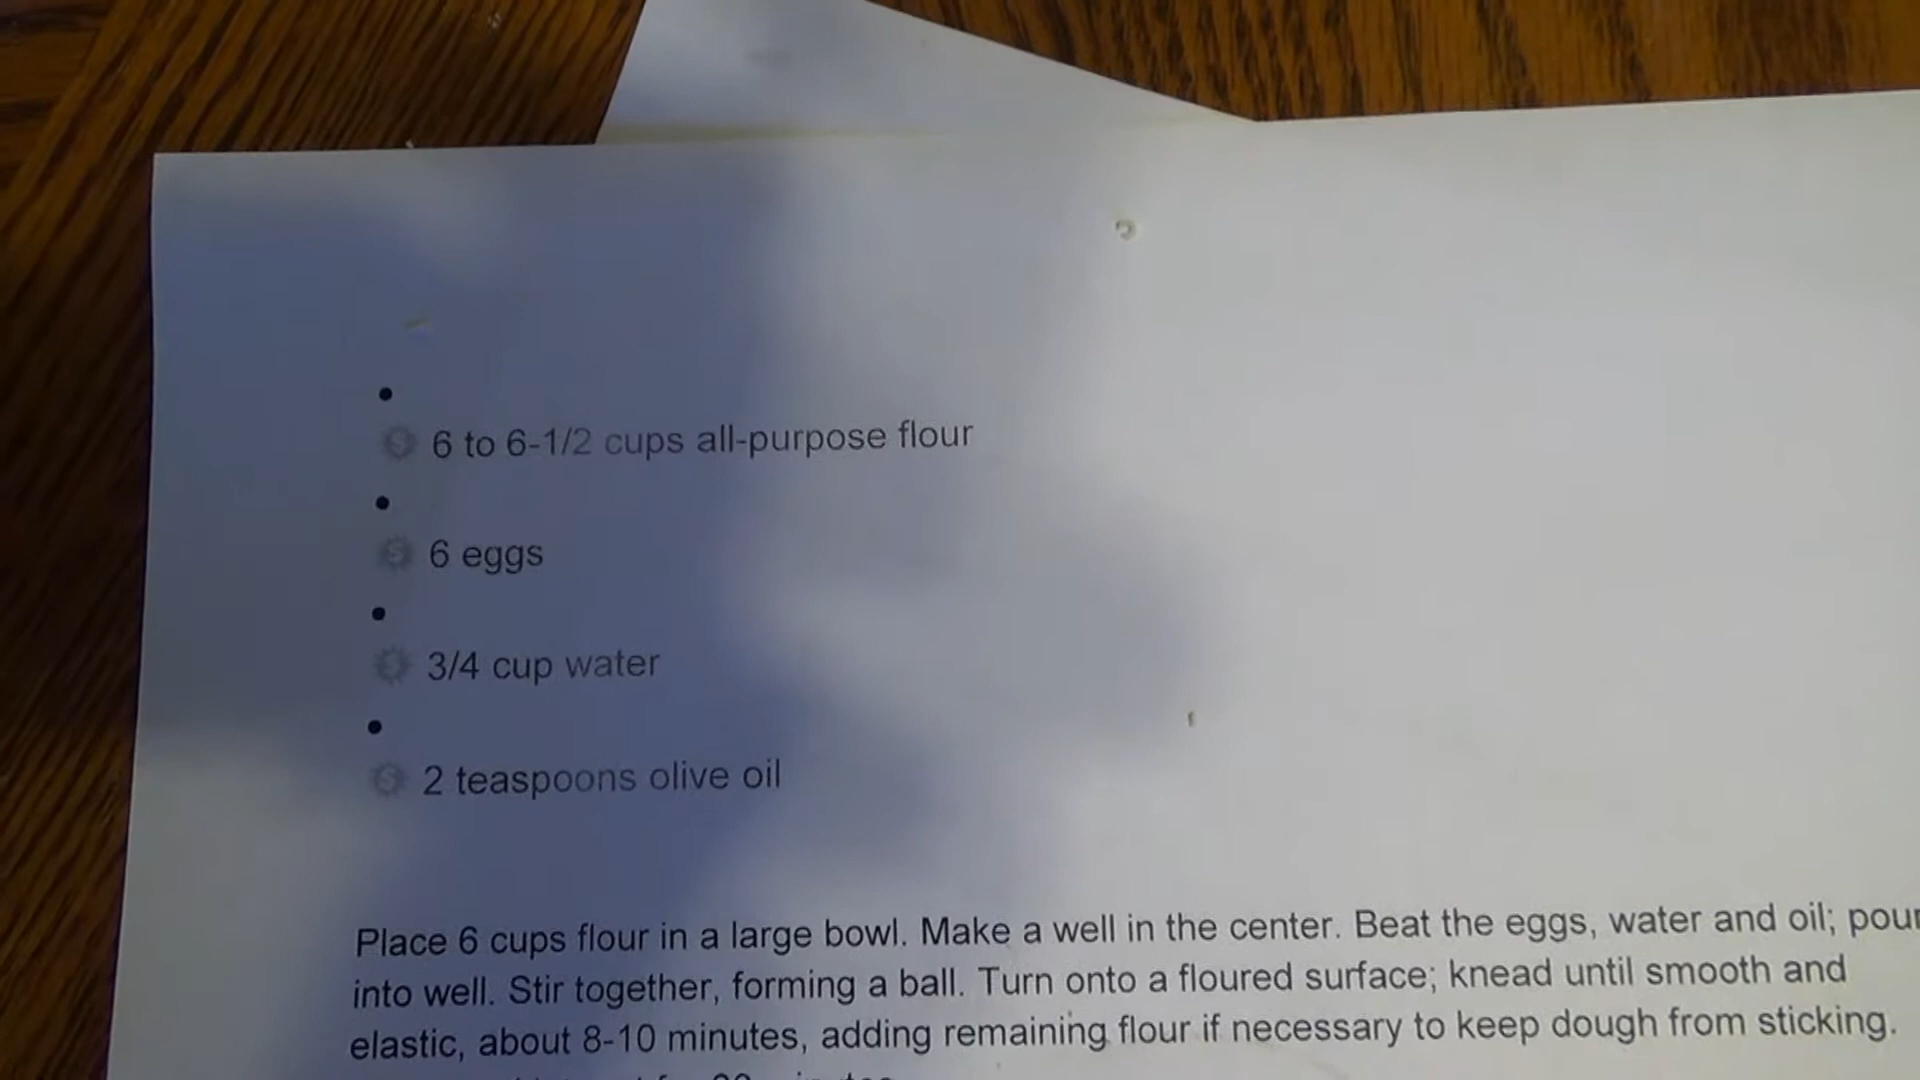 • 
6 to 6-1/2 cups all-purpose flour
• 
6 eggs
• 
3/4 cup water
• 
2 teaspoons olive oil
Place 6 cups flour in a large bowl. Make a well in the center. Beat the eggs, water and oil; pour
into well. Stir together, forming a ball. Turn onto a floured surface; knead until smooth and
elastic, about 8-10 minutes, adding remaining flour if necessary to keep dough from sticking.